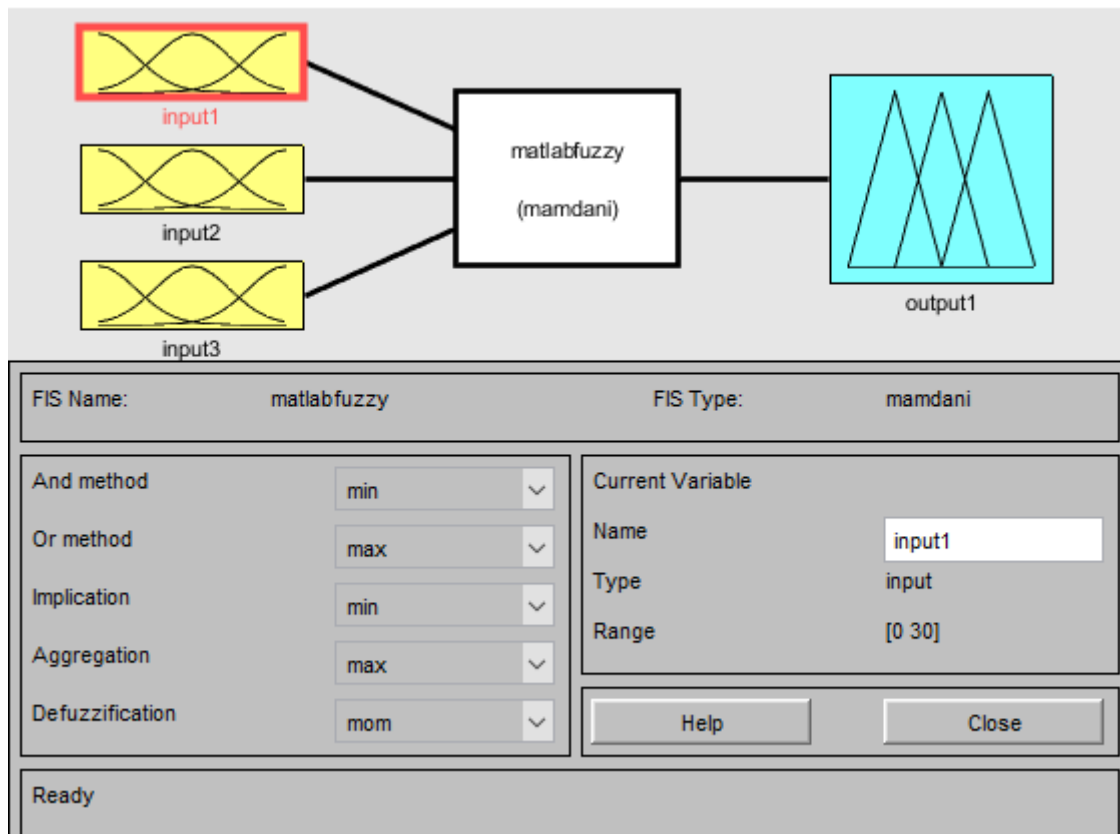 input1
matlabfuzzy
(mamdani)
input2
output1
input3
FIS Name: matlabfuzzy FIS Type: mamdani
And method min
Or method max
Implication min
Aggregation max
Defuzzification mom
Current Variable
Name input1
Type input
Range [0 30]
Help Close
Ready